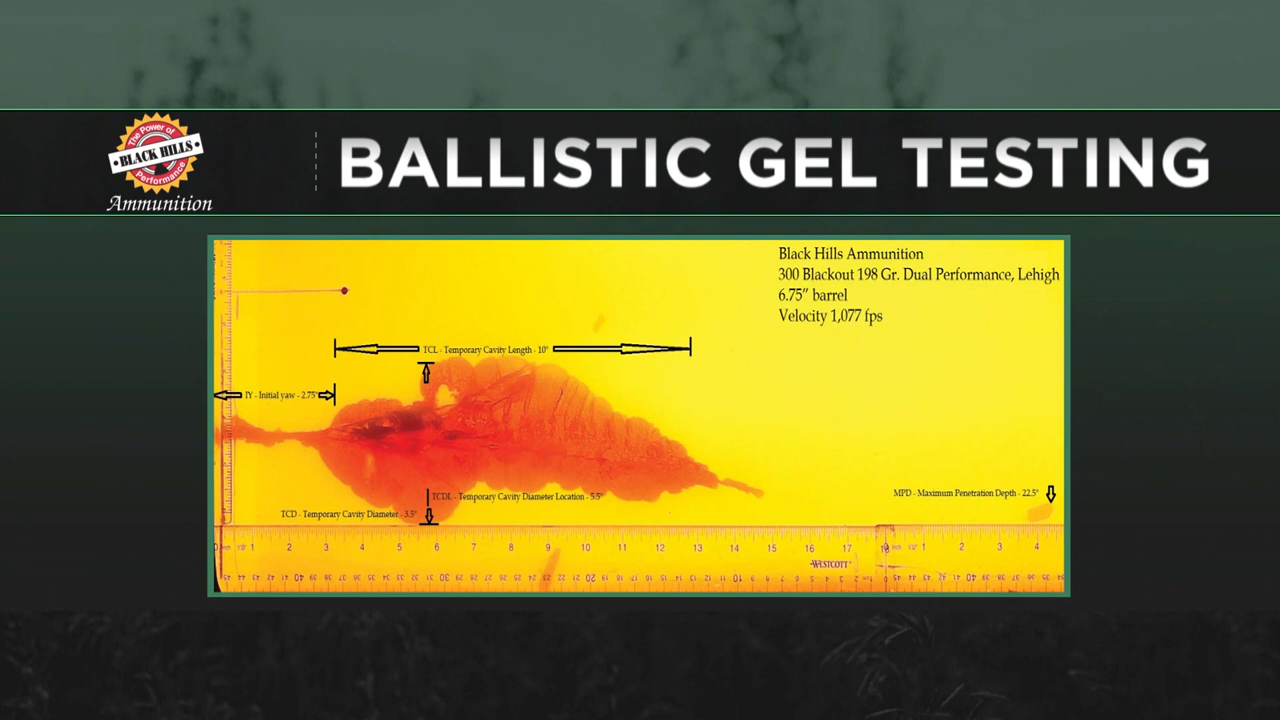 The Power of
BLACK HILLS
Performance
Ammunition
BALLISTIC GEL TESTING
Black Hills Ammunition
300 Blackout 198 Gr. Dual Performance, Lehigh
6.75” barrel
Velocity 1,077 fps
TCL - Temporary Cavity Length - 10"
IY - Initial yaw - 2.75"
TCDL - Temporary Cavity Diameter Location - 5.5"
MPD - Maximum Penetration Depth - 22.5"
TCD - Temporary Cavity Diameter - 3.5"
1 2 3 4 5 6 7 8 9 10 11 12 13 14 15 16 17 1 2 3 4
WESTCOTT